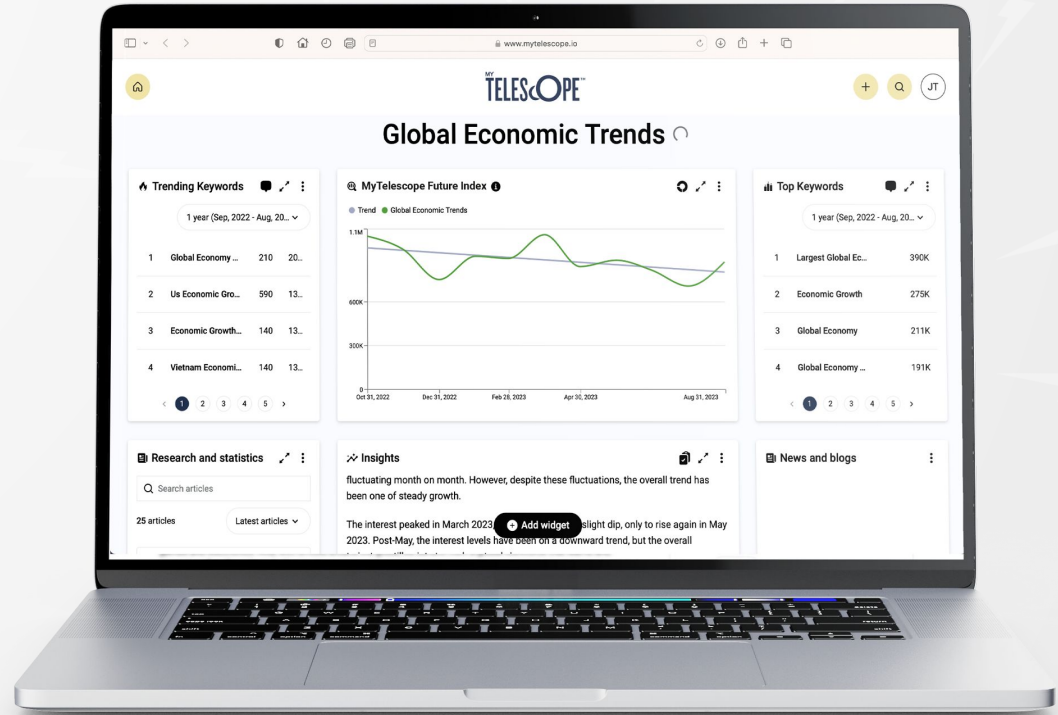 www.mytelescope.io
MY
TELESCOPE™
JT
Global Economic Trends
Trending Keywords
1 year (Sep, 2022 - Aug, 20...
1 Global Economy ... 210 20..
2 Us Economic Gro... 590 13..
3 Economic Growth... 140 13..
4 Vietnam Economi... 140 13..
1 2 3 4 5
MyTelescope Future Index
Trend Global Economic Trends
1.1M
600K
300K
0
Oct 31, 2022 Dec 31, 2022 Feb 28, 2023 Apr 30, 2023 Aug 31, 2023
Top Keywords
1 year (Sep, 2022 - Aug, 20...
1 Largest Global Ec... 390K
2 Economic Growth 275K
3 Global Economy 211K
4 Global Economy ... 191K
1 2 3 4 5
Research and statistics
Search articles
25 articles Latest articles
Insights
fluctuating month on month. However, despite these fluctuations, the overall trend has
been one of steady growth.
The interest peaked in March 2023, slight dip, only to rise again in May
Add widget
2023. Post-May, the interest levels have been on a downward trend, but the overall
News and blogs
control option command command option
return
shift